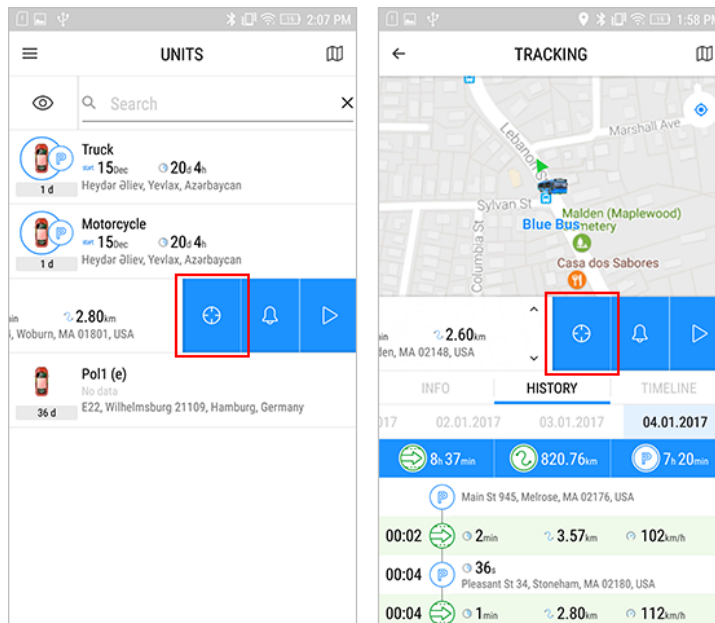 2:07 PM
UNITS
Search
Truck
start 15Dec 20d 4h
1 d
Heydər Əliev, Yevlax, Azərbaycan
Motorcycle
start 15Dec 20d 4h
1 d
Heydər Əliev, Yevlax, Azərbaycan
2.80km
, Woburn, MA 01801, USA
Pol1 (e)
No data
36 d
E22, Wilhelmsburg 21109, Hamburg, Germany
1:58 PM
TRACKING
Marshall Ave
Lebanon St
Sylvan St
Columbia St
Malden (Maplewood)
Blue Bus
Casa dos Sabores
2.60km
den, MA 02148, USA
INFO HISTORY TIMELINE
017 02.01.2017 03.01.2017 04.01.2017
8h 37min 820.76km 7h 20min
Main St 945, Melrose, MA 02176, USA
00:02 2min 3.57km 102km/h
00:04 36s
Pleasant St 34, Stoneham, MA 02180, USA
00:04 1min 2.80km 112km/h